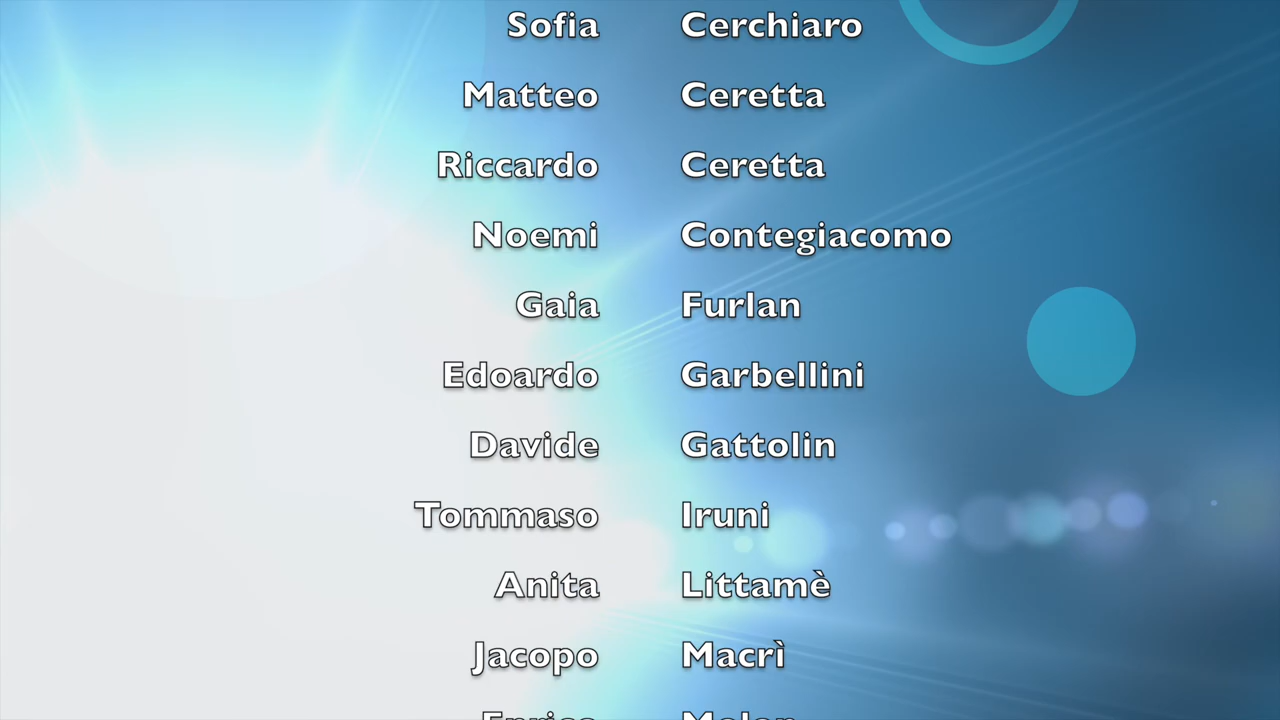 Sofia Cerchiaro
Matteo Ceretta
Riccardo Ceretta
Noemi Contegiacomo
Gaia Furlan
Edoardo Garbellini
Davide Gattolin
Tommaso Iruni
Anita Littamè
Jacopo Macrì